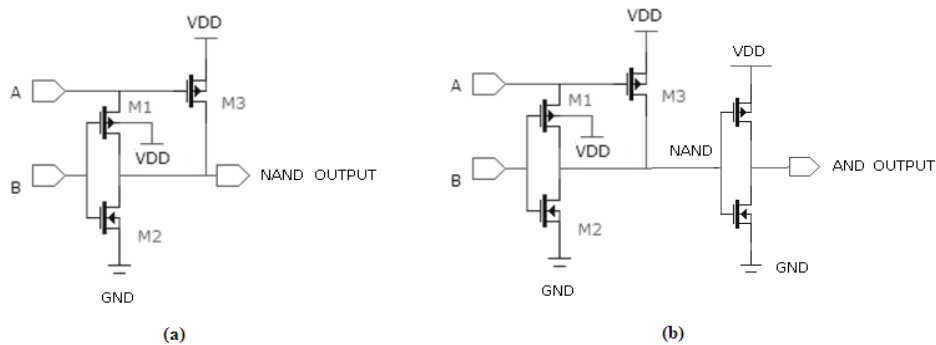 VDD
A
M1
M3
VDD
B
NAND OUTPUT
M2
GND
(a)
VDD
A
M1
M3
VDD
VDD
B
NAND
AND OUTPUT
M2
GND
GND
(b)